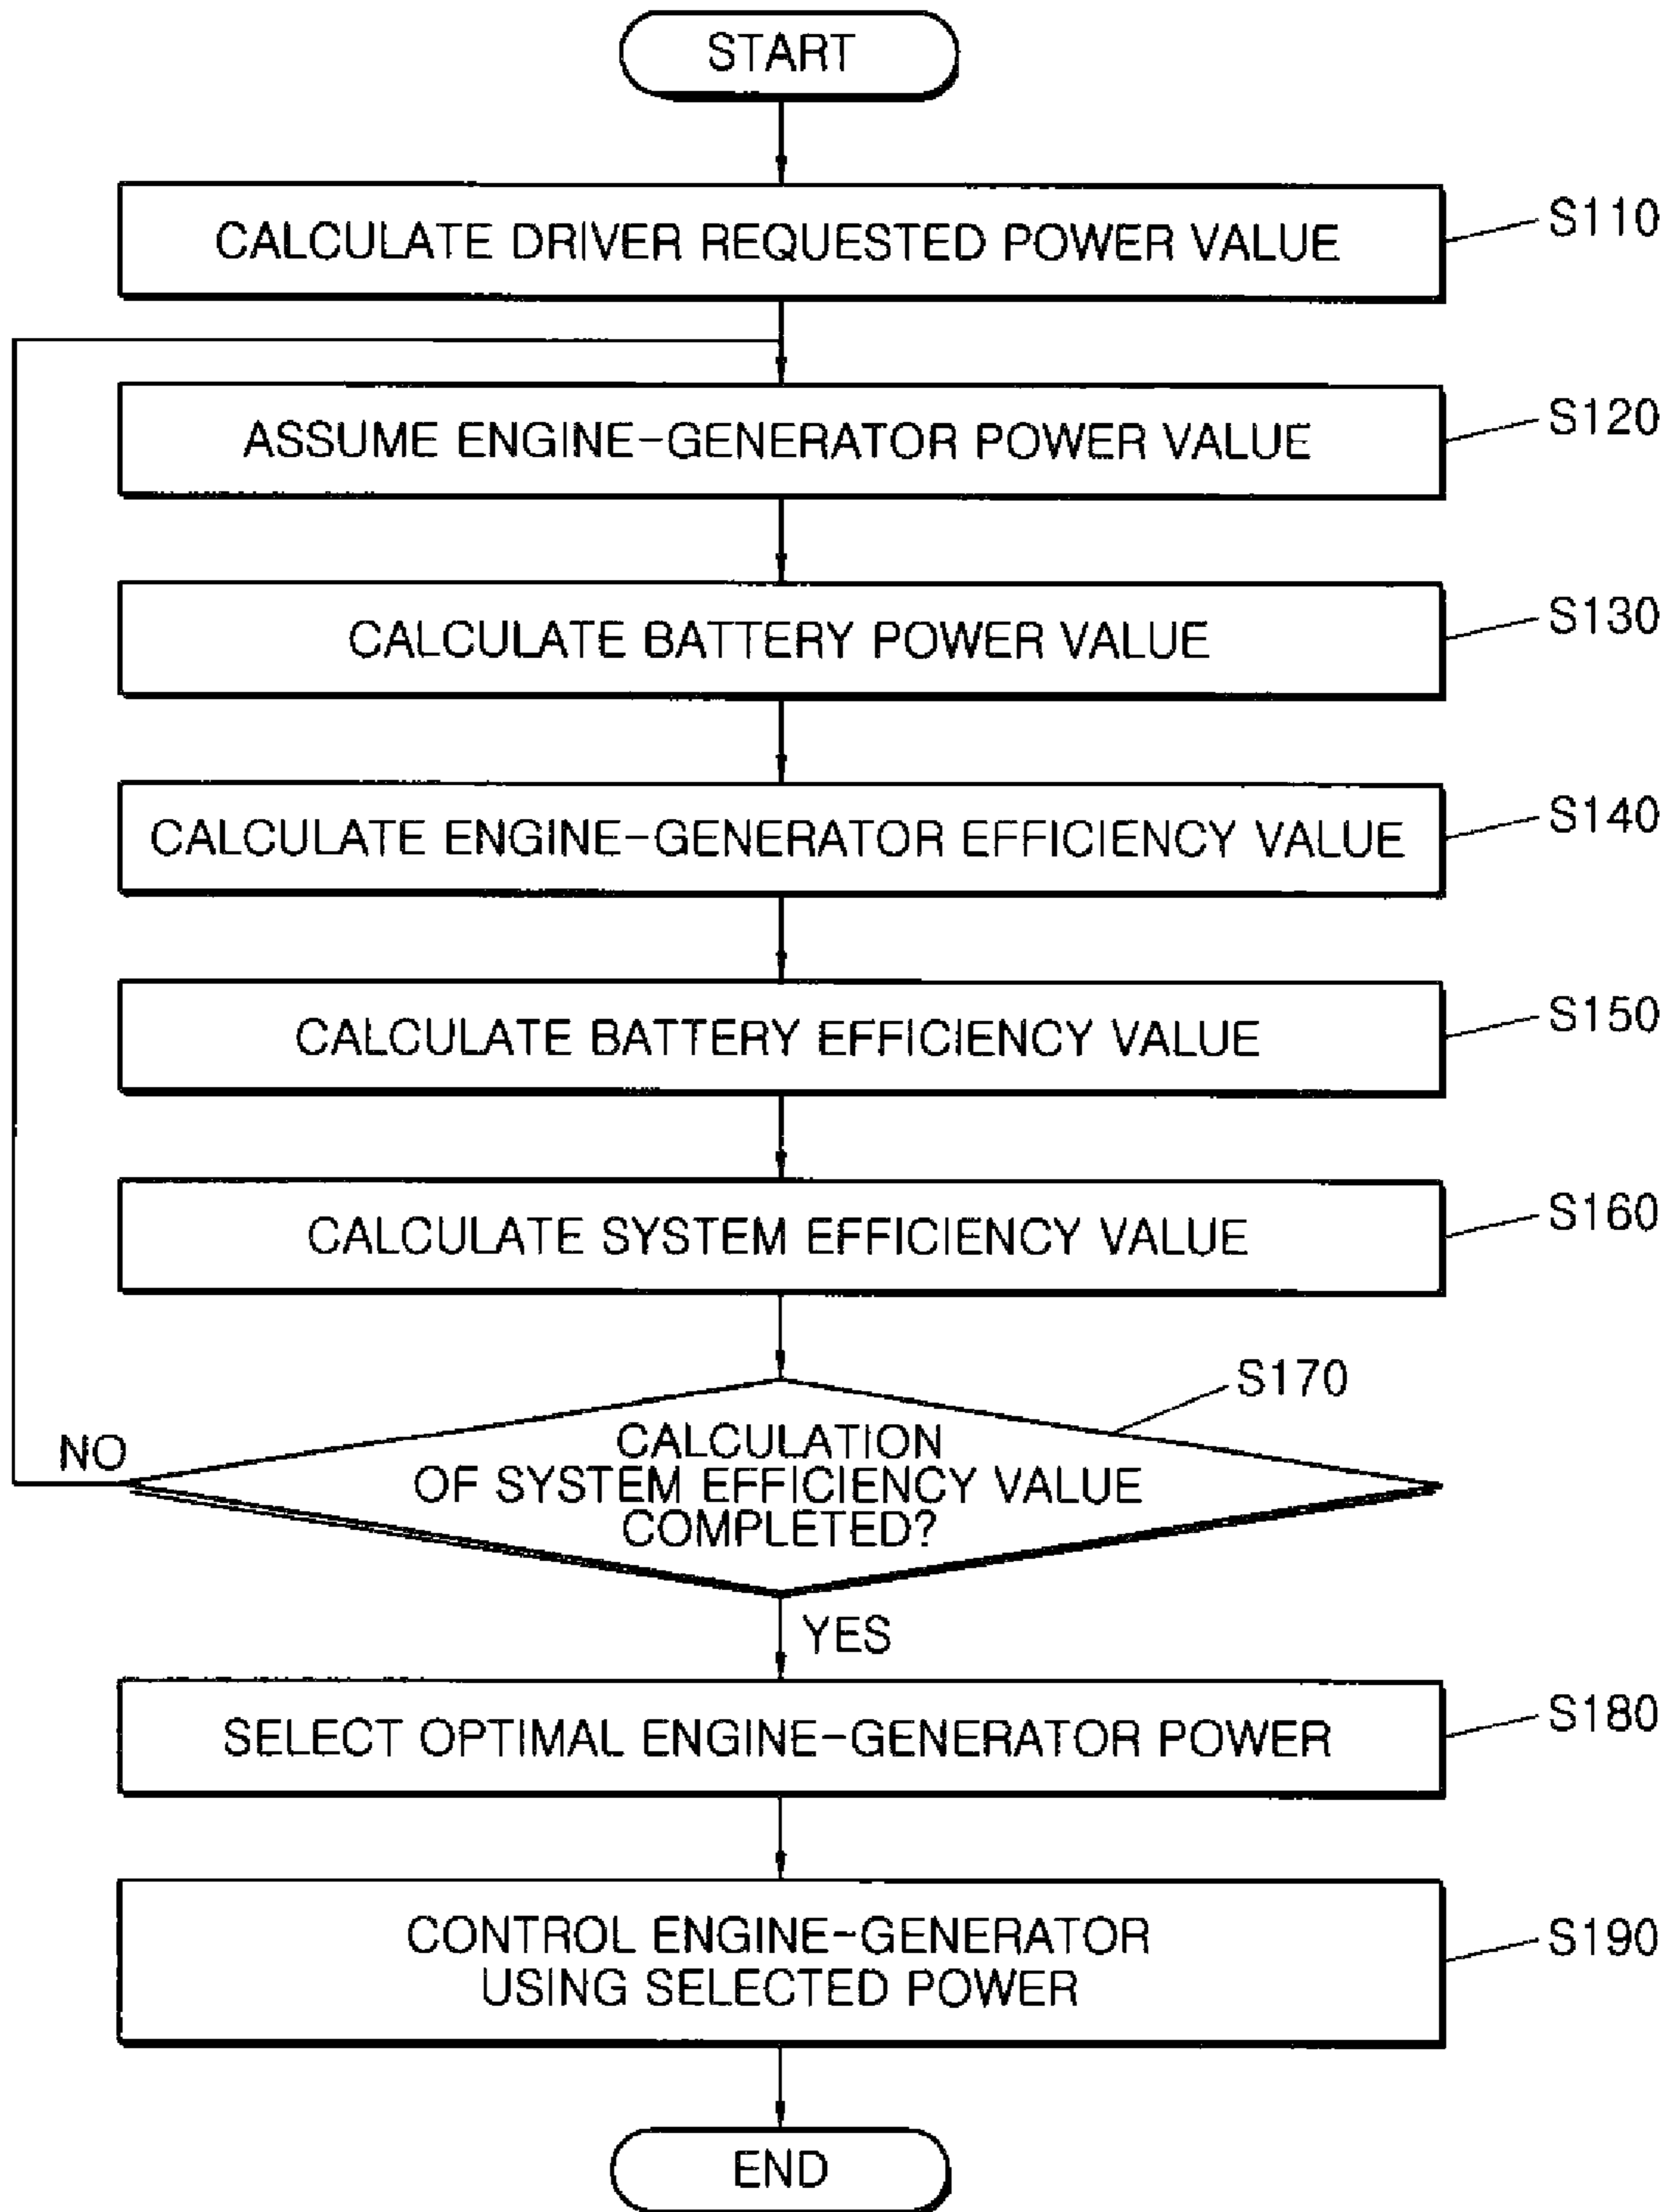 START
CALCULATE DRIVER REQUESTED POWER VALUE
S110
ASSUME ENGINE-GENERATOR POWER VALUE
S120
CALCULATE BATTERY POWER VALUE
S130
CALCULATE ENGINE-GENERATOR EFFICIENCY VALUE
S140
CALCULATE BATTERY EFFICIENCY VALUE
S150
CALCULATE SYSTEM EFFICIENCY VALUE
S160
S170
NO
CALCULATION
OF SYSTEM EFFICIENCY VALUE
COMPLETED?
YES
SELECT OPTIMAL ENGINE-GENERATOR POWER
S180
CONTROL ENGINE-GENERATOR
USING SELECTED POWER
S190
END